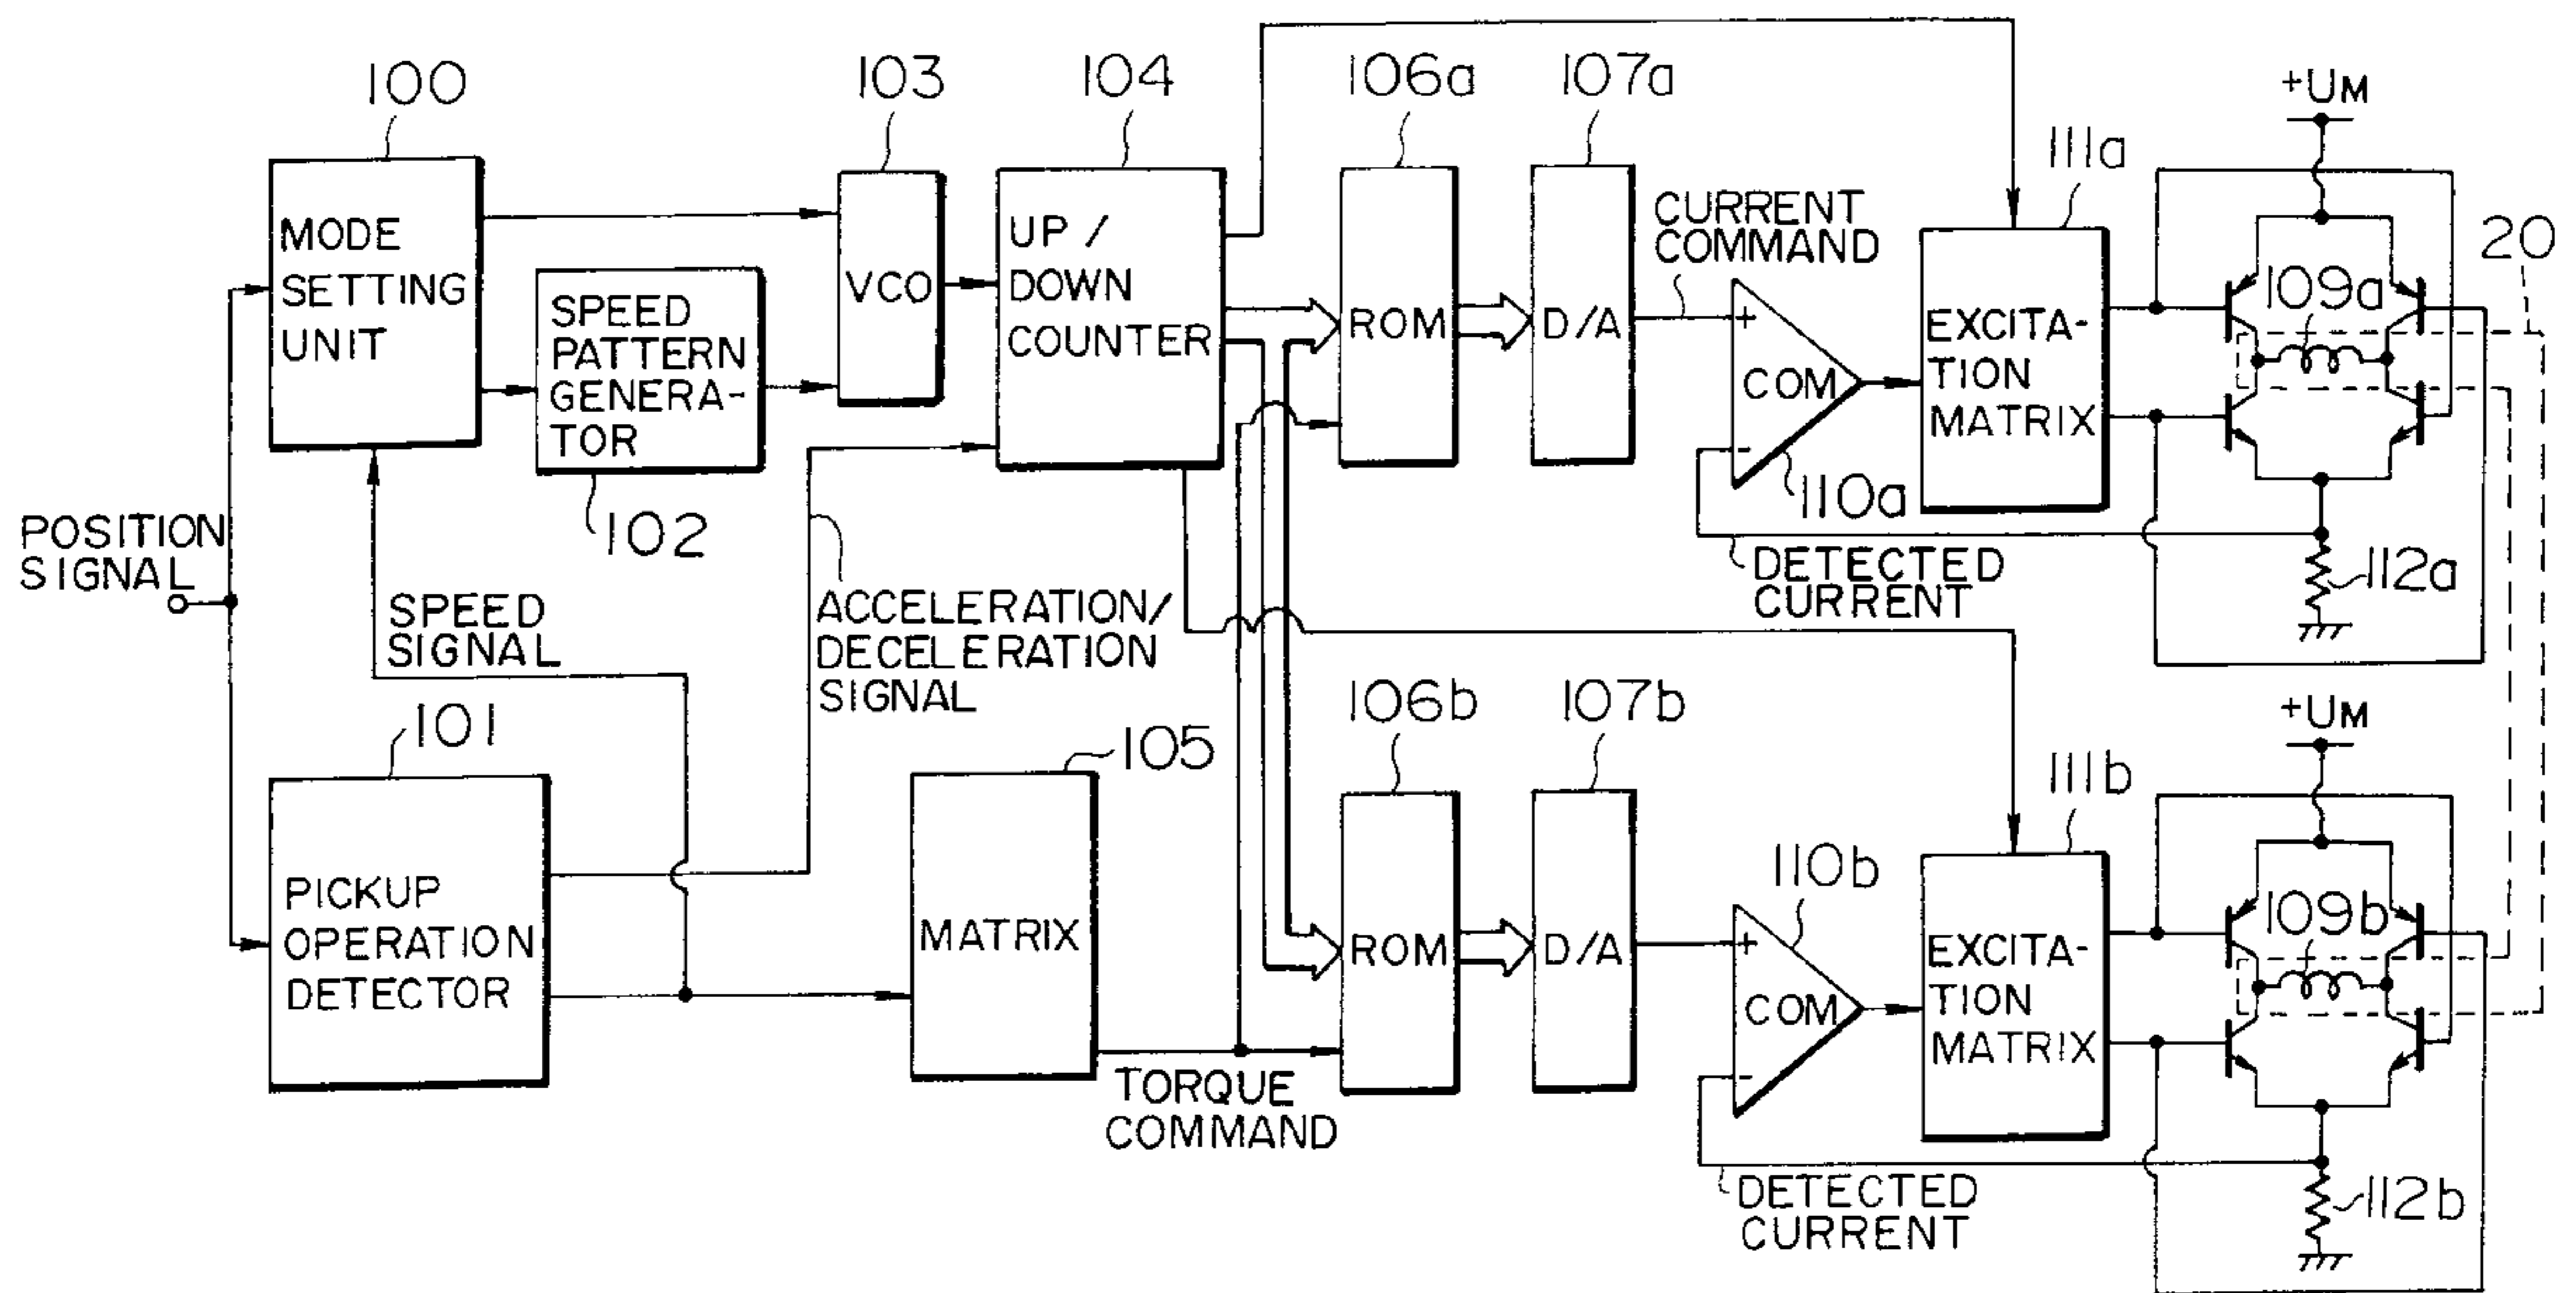 100
103
104
106a
107a
111a
+UM
20
MODE
SETTING
UNIT
SPEED
PATTERN
GENERA-
TOR
102
VCO
UP /
DOWN
COUNTER
ROM
D/A
CURRENT
COMMAND
+
COM
-
110a
EXCITA-
TION
MATRIX
109a
DETECTED
CURRENT
112a
POSITION
SIGNAL
SPEED
SIGNAL
ACCELERATION/
DECELERATION
SIGNAL
101
105
106b
107b
110b
111b
+UM
PICKUP
OPERATION
DETECTOR
MATRIX
TORQUE
COMMAND
ROM
D/A
+
COM
-
EXCITA-
TION
MATRIX
109b
DETECTED
CURRENT
112b